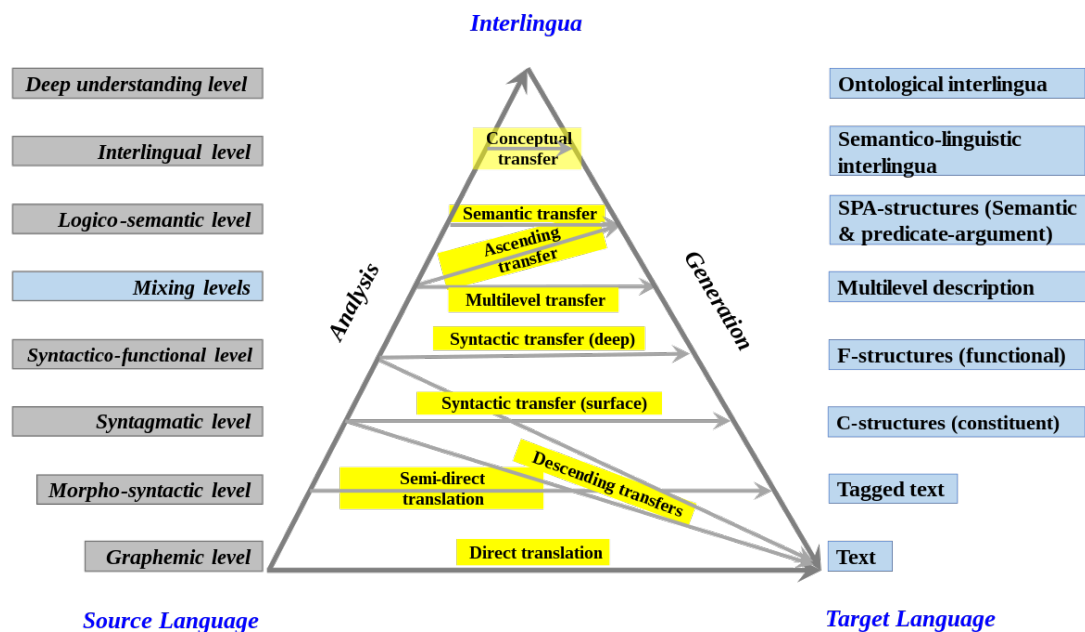 Interlingua
Deep understanding level
Ontological interlingua
Interlingual level
Conceptual
transfer
Semantico-linguistic
interlingua
Logico-semantic level
Semantic transfer
SPA-structures (Semantic
& predicate-argument)
Ascending
transfer
Analysis
Generation
Mixing levels
Multilevel transfer
Multilevel description
Syntactico-functional level
Syntactic transfer (deep)
F-structures (functional)
Syntagmatic level
Syntactic transfer (surface)
C-structures (constituent)
Morpho-syntactic level
Semi-direct
translation
Descending transfers
Tagged text
Graphemic level
Direct translation
Text
Source Language
Target Language